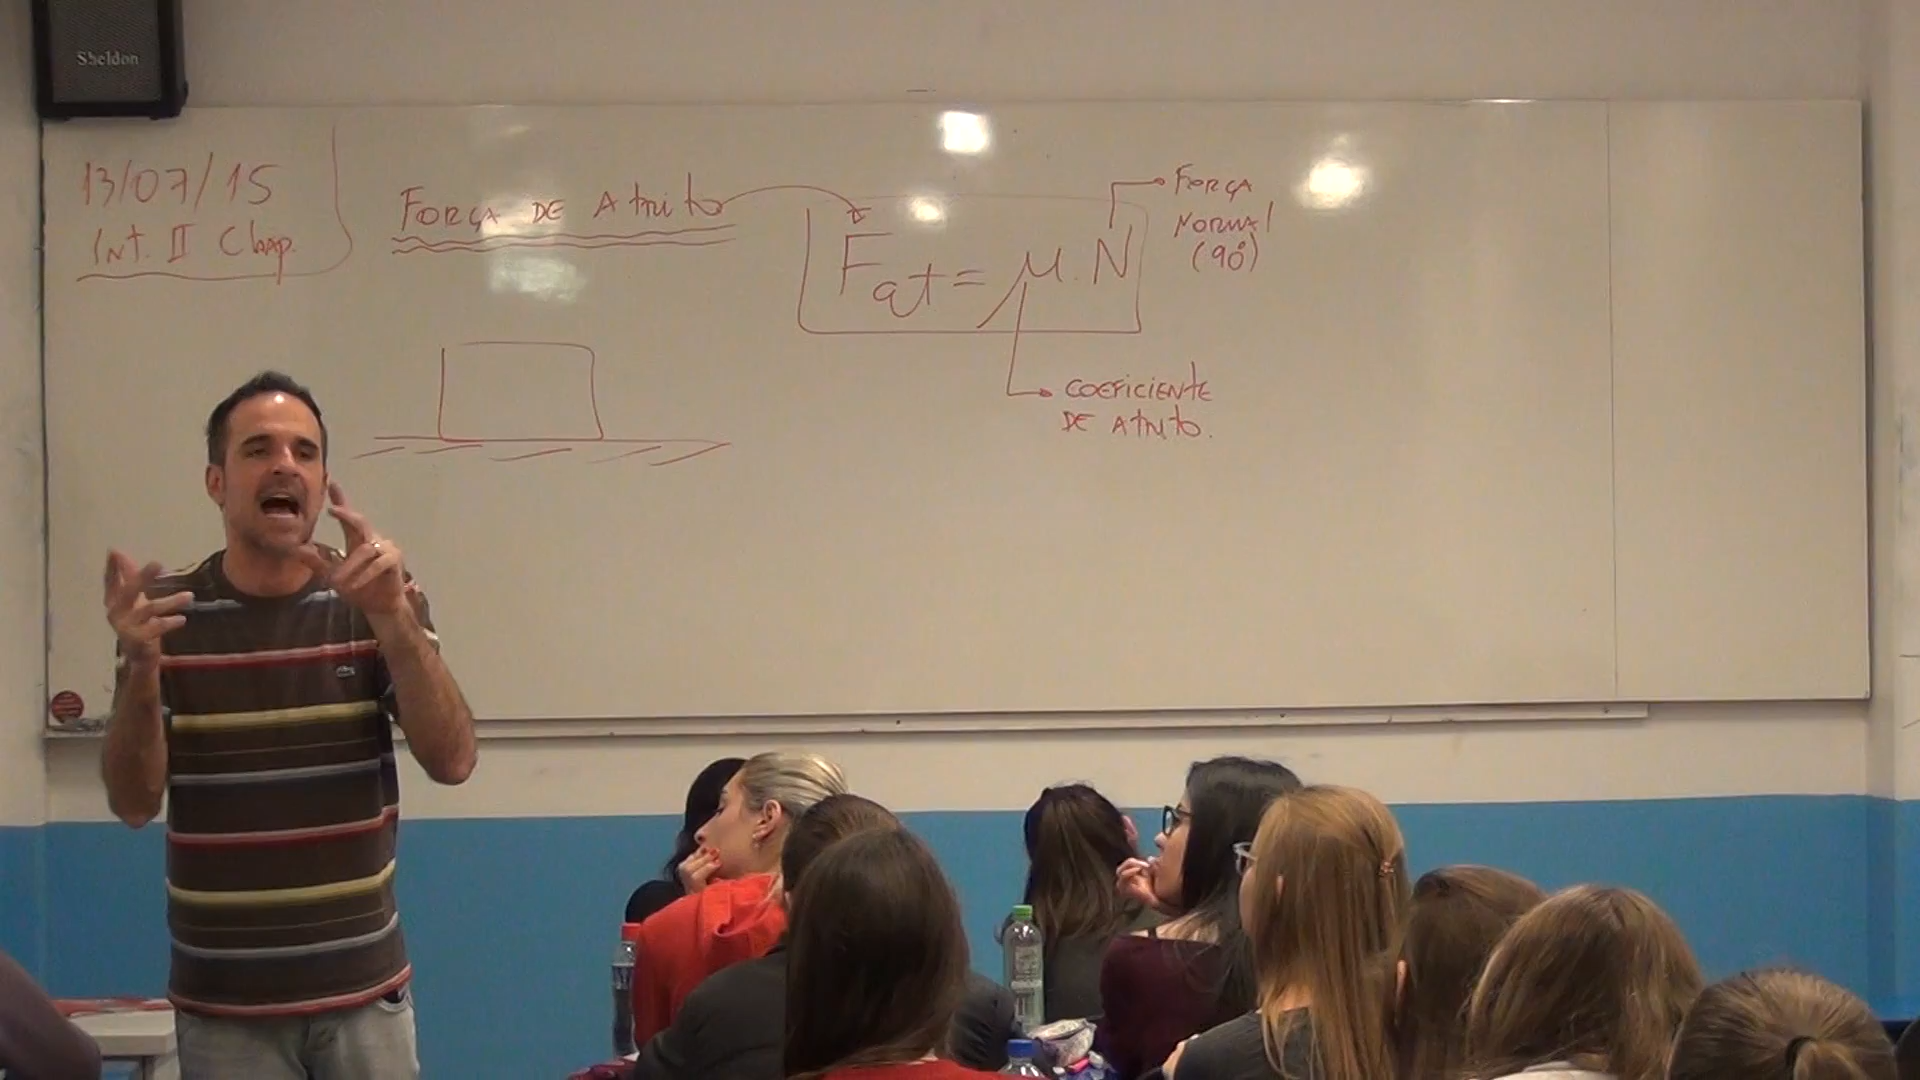 Sheldon
13/07/15
Int. II Chap.
FORÇA DE Atrito
Fat = μ.N
FORÇA
NORMAL
(90°)
COEFICIENTE
DE Atrito.